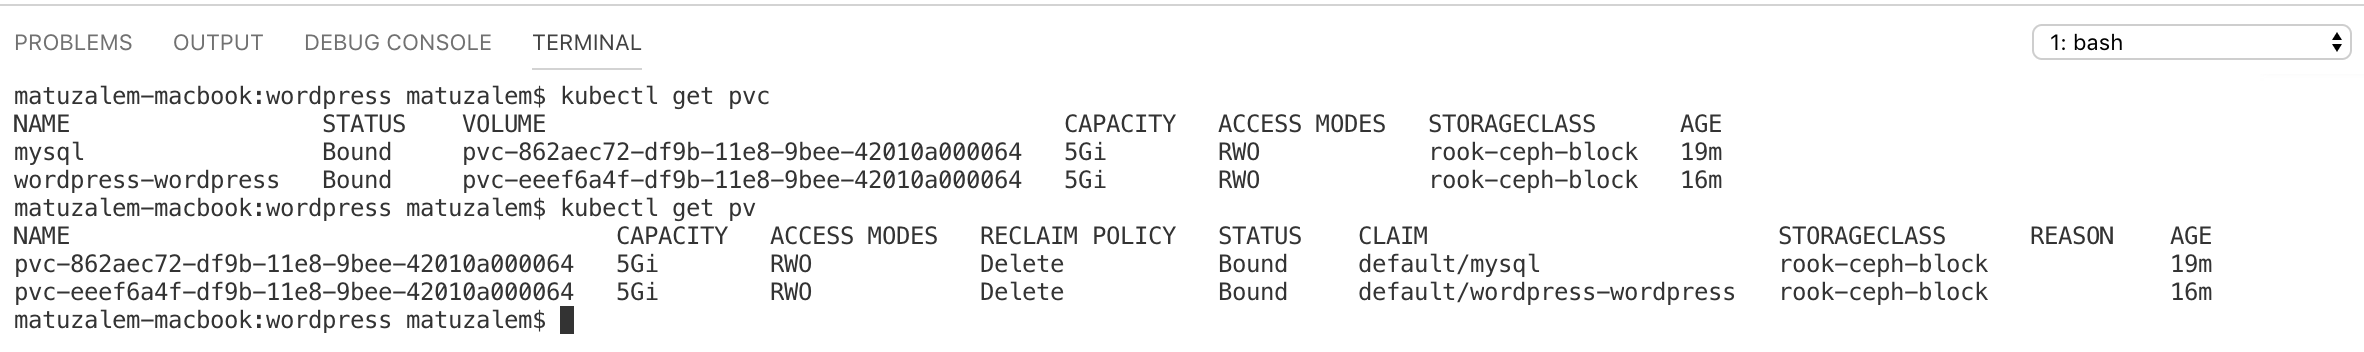 PROBLEMS OUTPUT DEBUG CONSOLE TERMINAL 1: bash
matuzalem-macbook:wordpress matuzalem$ kubectl get pvc
NAME STATUS VOLUME CAPACITY ACCESS MODES STORAGECLASS AGE
mysql Bound pvc-862aec72-df9b-11e8-9bee-42010a000064 5Gi RWO rook-ceph-block 19m
wordpress-wordpress Bound pvc-eeef6a4f-df9b-11e8-9bee-42010a000064 5Gi RWO rook-ceph-block 16m
matuzalem-macbook:wordpress matuzalem$ kubectl get pv
NAME CAPACITY ACCESS MODES RECLAIM POLICY STATUS CLAIM STORAGECLASS REASON AGE
pvc-862aec72-df9b-11e8-9bee-42010a000064 5Gi RWO Delete Bound default/mysql rook-ceph-block 19m
pvc-eeef6a4f-df9b-11e8-9bee-42010a000064 5Gi RWO Delete Bound default/wordpress-wordpress rook-ceph-block 16m
matuzalem-macbook:wordpress matuzalem$